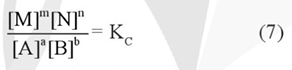 [M]ᵐ[N]ⁿ
[A]ᵃ[B]ᵇ = K_C (7)